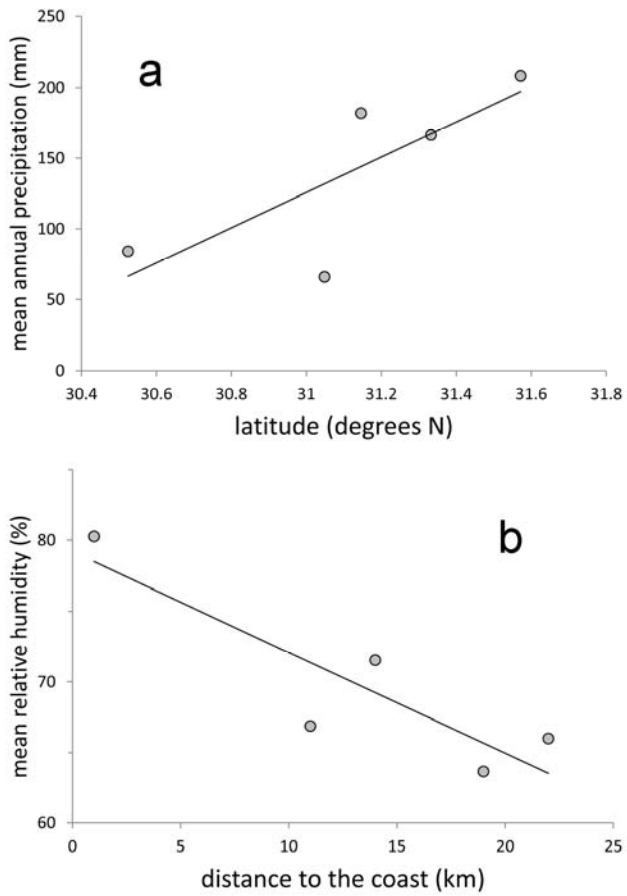 a
mean annual precipitation (mm)
250
200
150
100
50
0
30.4 30.6 30.8 31 31.2 31.4 31.6 31.8
latitude (degrees N)
b
mean relative humidity (%)
80
70
60
0 5 10 15 20 25
distance to the coast (km)